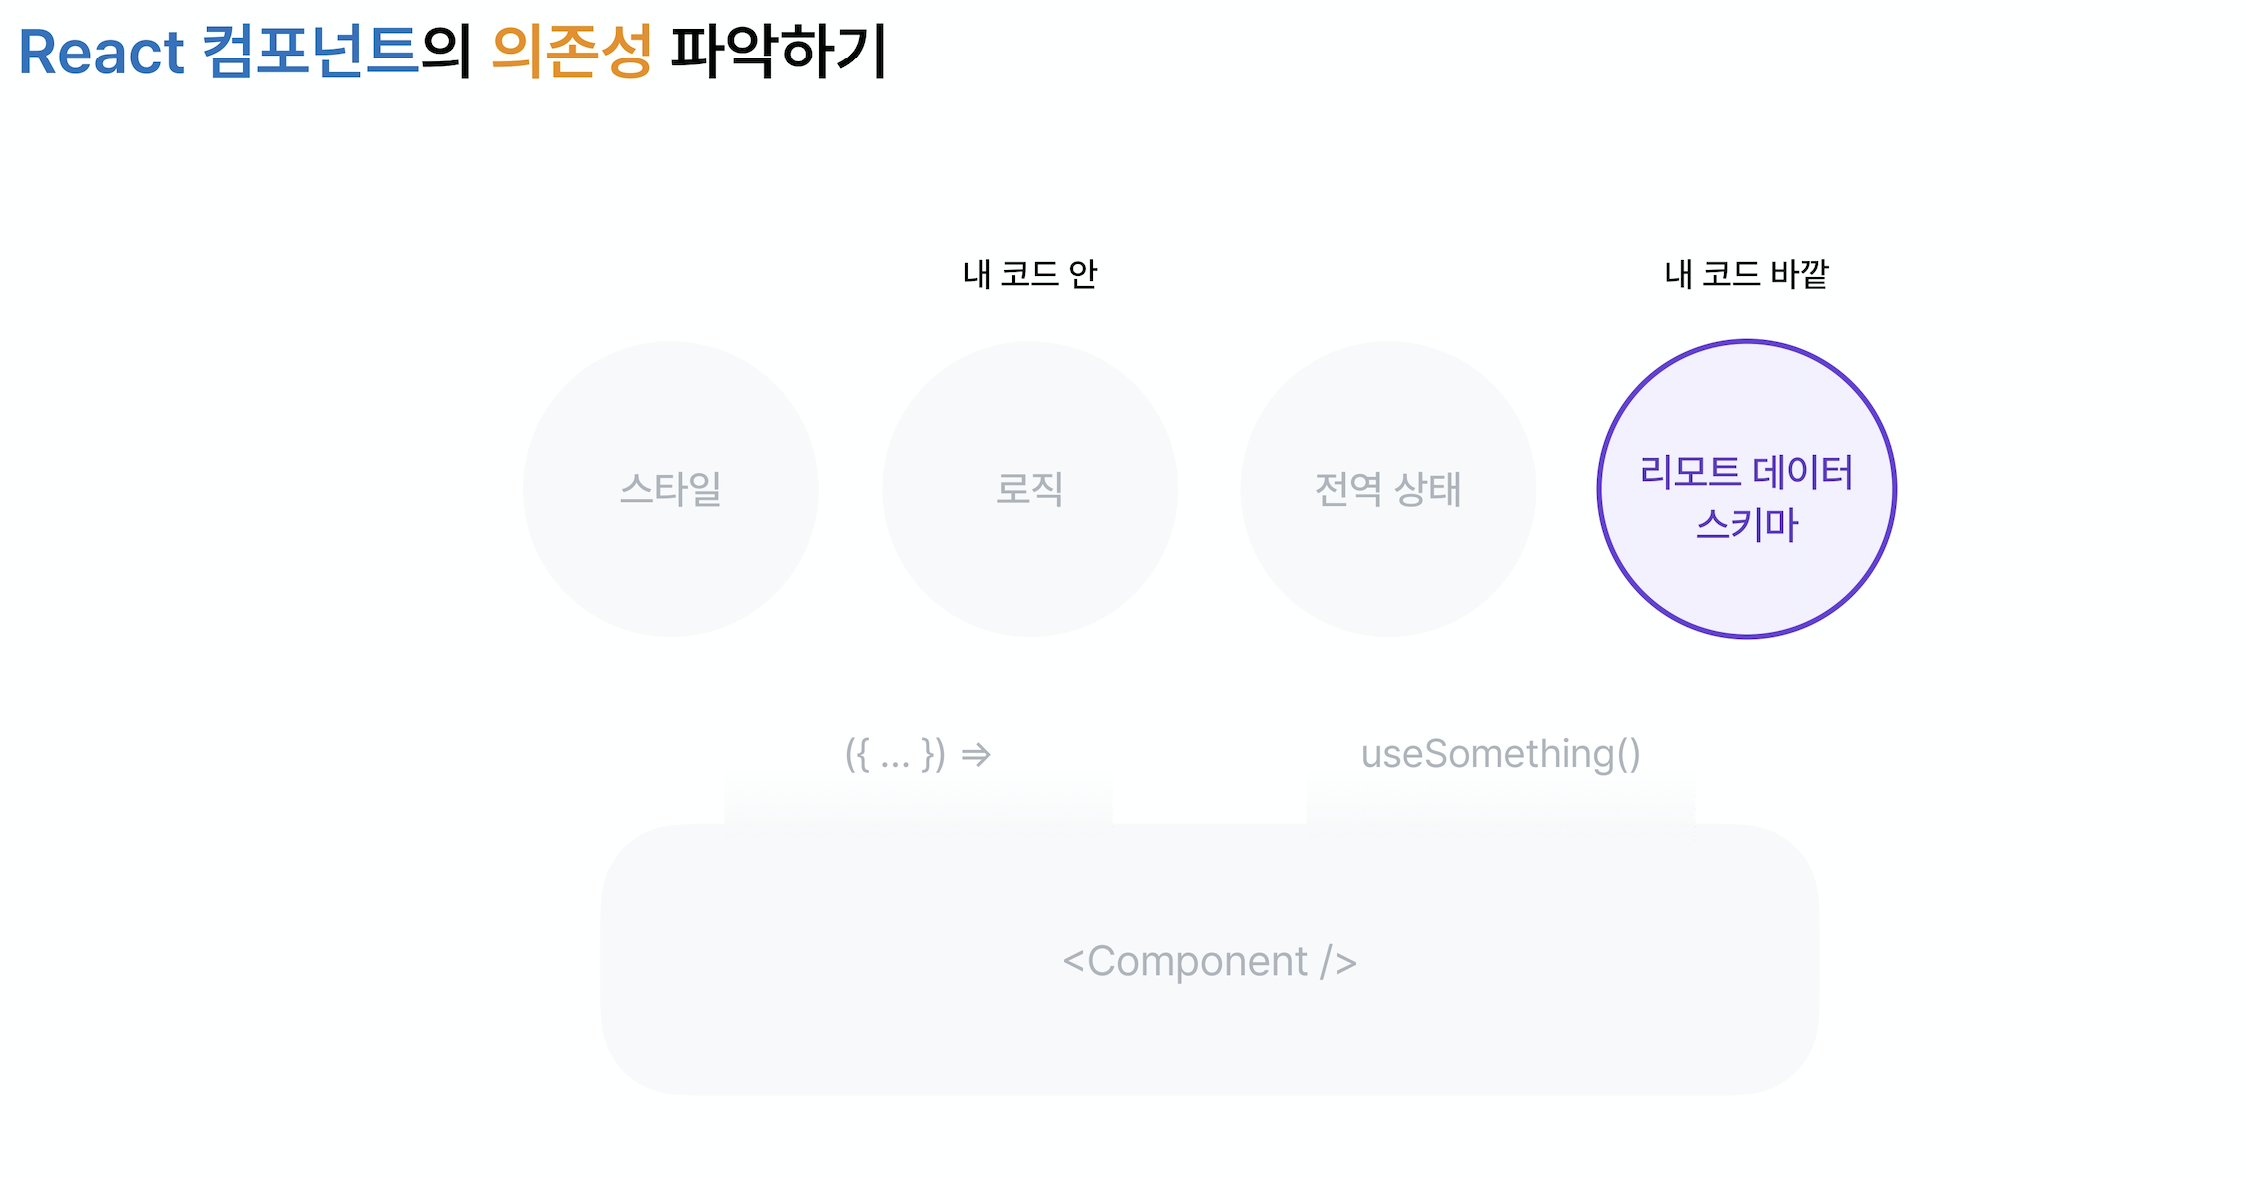 React 컴포넌트의 의존성 파악하기
내 코드 안
내 코드 바깥
스타일
로직
전역 상태
리모트 데이터
스키마
({ ... }) ⇒
useSomething()
<Component />